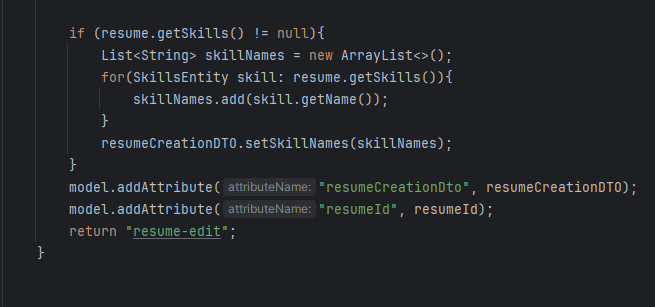 if (resume.getSkills() != null){
List<String> skillNames = new ArrayList<>();
for(SkillsEntity skill: resume.getSkills()){
skillNames.add(skill.getName());
}
resumeCreationDTO.setSkillNames(skillNames);
}
model.addAttribute( attributeName: "resumeCreationDto", resumeCreationDTO);
model.addAttribute( attributeName: "resumeId", resumeId);
return "resume-edit";
}